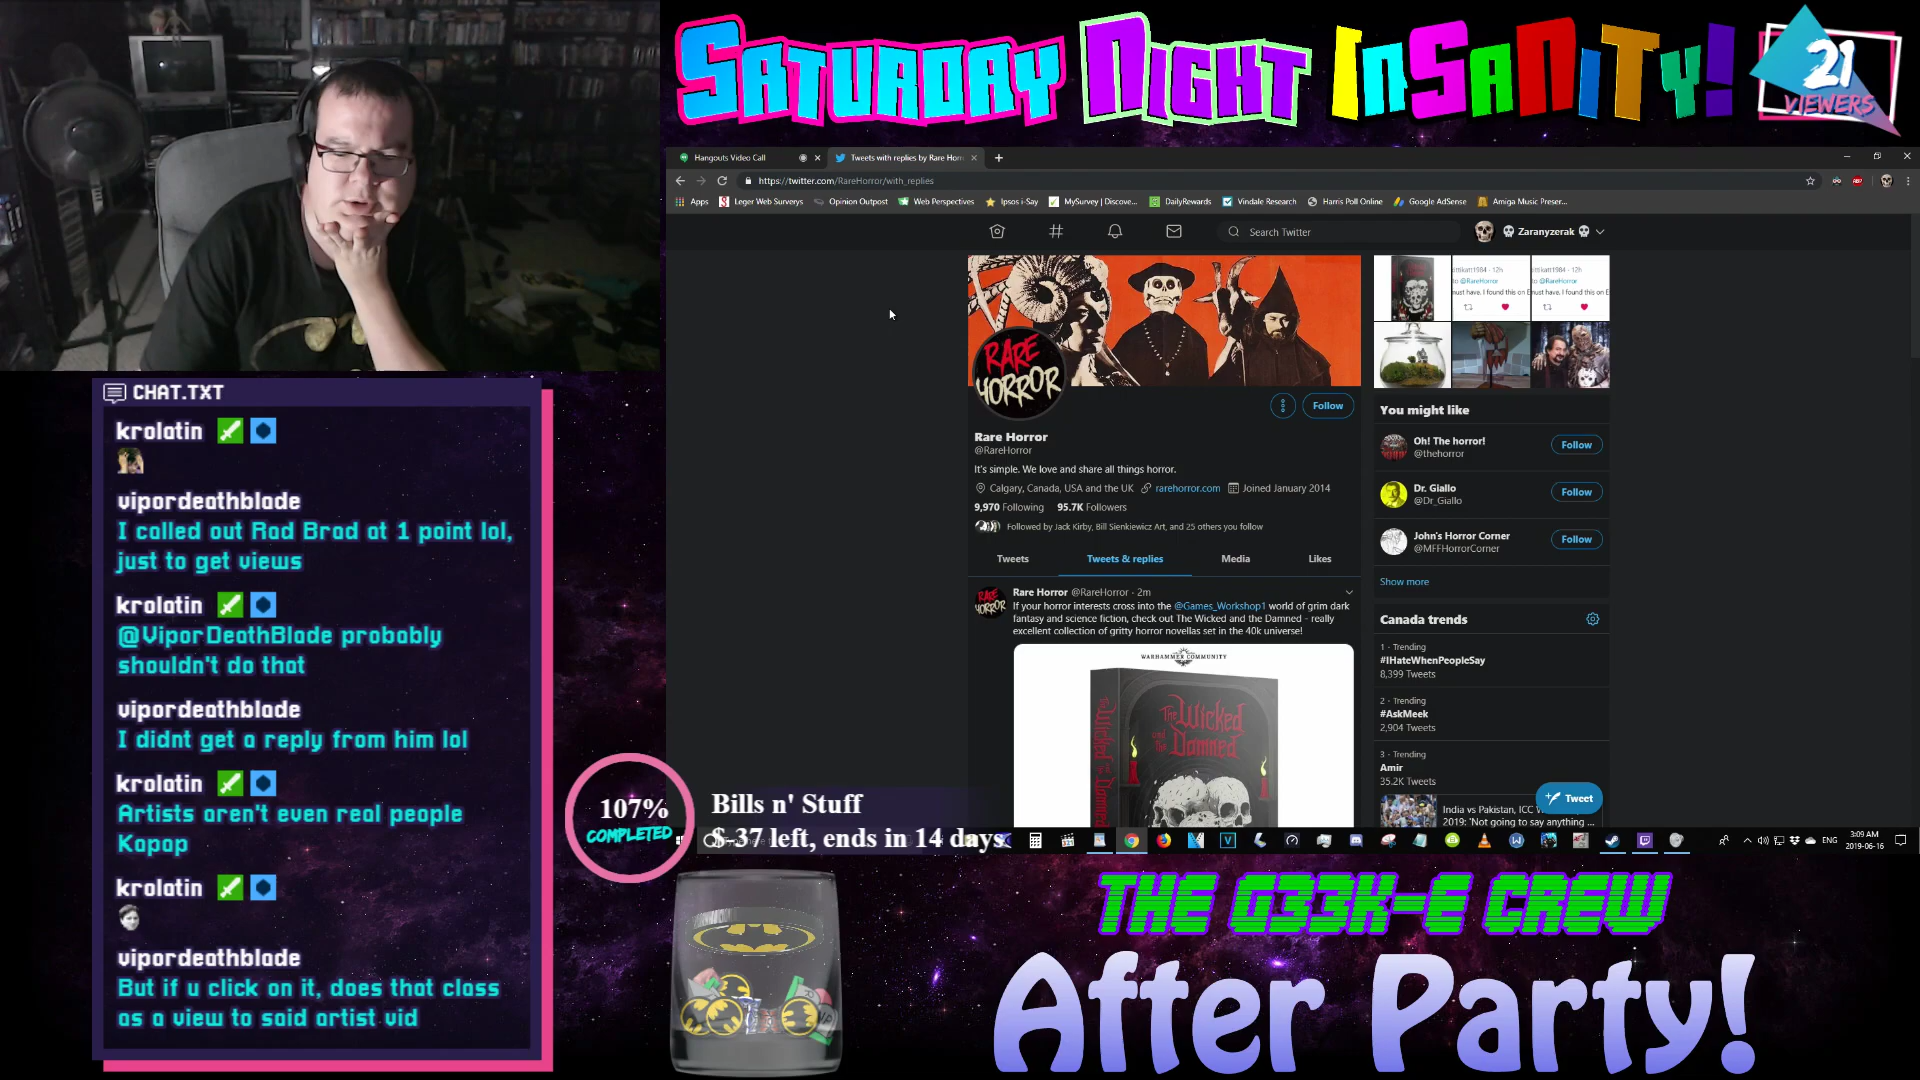 SATURDAY NIGHT INSANITY!
21
VIEWERS
Hangouts Video Call
Tweets with replies by Rare Horr
https://twitter.com/RareHorror/with_replies
Apps
Leger Web Surverys
Opinion Outpost
Web Perspectives
Ipsos i-Say
MySurvey | Discove...
DailyRewards
Vindale Research
Harris Poll Online
Google AdSense
Amiga Music Preser...
Search Twitter
Zaranyzerak
RARE
HORROR
Follow
Rare Horror
@RareHorror
It's simple. We love and share all things horror.
Calgary, Canada, USA and the UK rarehorror.com Joined January 2014
9,970 Following 95.7K Followers
Followed by Jack Kirby, Bill Sienkiewicz Art, and 25 others you follow
Tweets Tweets & replies Media Likes
Rare Horror @RareHorror · 2m
If your horror interests cross into the @Games_Workshop1 world of grim dark
fantasy and science fiction, check out The Wicked and the Damned - really
excellent collection of gritty horror novellas set in the 40k universe!
WARHAMMER COMMUNITY
The Wicked
and the
Damned
The Wicked and the Damned
You might like
Oh! The horror!
@thehorror
Follow
Dr. Giallo
@Dr_Giallo
Follow
John's Horror Corner
@MFFHorrorCorner
Follow
Show more
Canada trends
1 · Trending
#IHateWhenPeopleSay
8,399 Tweets
2 · Trending
#AskMeek
2,904 Tweets
3 · Trending
Amir
35.2K Tweets
India vs Pakistan, ICC
2019: 'Not going to say anything ...
Tweet
ENG
3:09 AM
2019-06-16
CHAT.TXT
krolatin
vipordeathblade
I called out Rad Brad at 1 point lol,
just to get views
krolatin
@ViporDeathBlade probably
shouldn't do that
vipordeathblade
I didnt get a reply from him lol
krolatin
Artists aren't even real people
Kapop
krolatin
vipordeathblade
But if u click on it, does that class
as a view to said artist vid
107%
COMPLETED
Bills n' Stuff
$-37 left, ends in 14 days
THE G33K-E CREW
After Party!